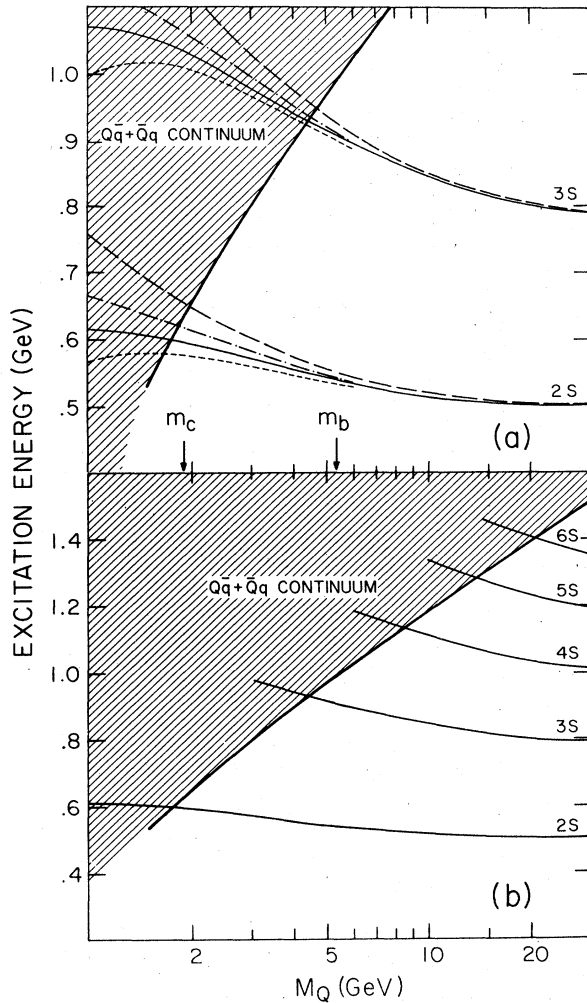 1.0
.9
.8
.7
.6
.5
Qq̄+Q̄q CONTINUUM
3S
2S
(a)
m_c
m_b
EXCITATION ENERGY (GeV)
1.4
1.2
1.0
.8
.6
.4
Qq̄+Q̄q CONTINUUM
6S
5S
4S
3S
2S
(b)
2
5
10
20
M_Q (GeV)